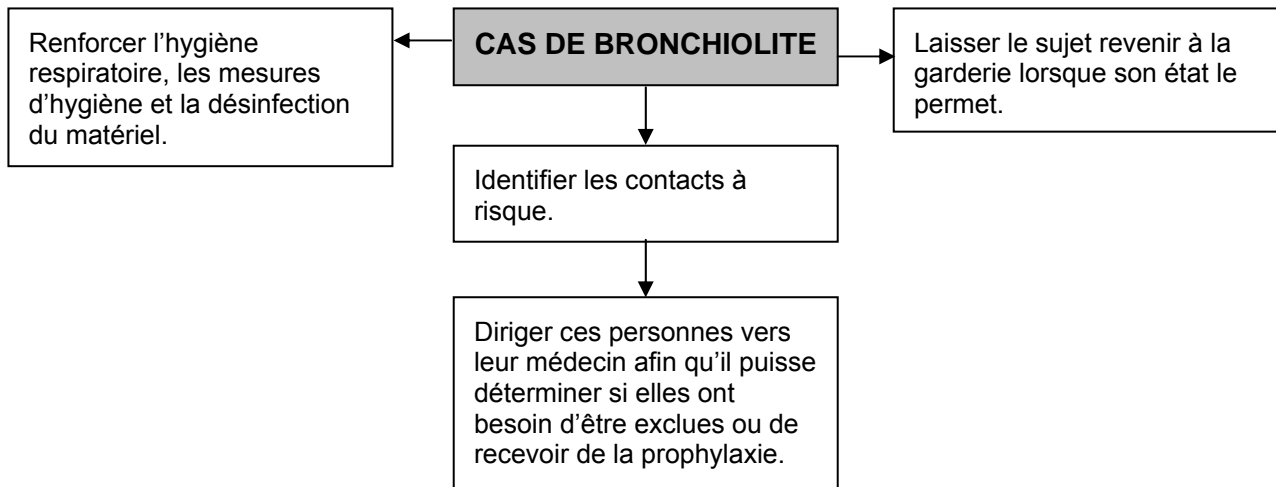 Renforcer l’hygiène
respiratoire, les mesures
d’hygiène et la désinfection
du matériel.
CAS DE BRONCHIOLITE
Laisser le sujet revenir à la
garderie lorsque son état le
permet.
Identifier les contacts à
risque.
Diriger ces personnes vers
leur médecin afin qu’il puisse
déterminer si elles ont
besoin d’être exclues ou de
recevoir de la prophylaxie.